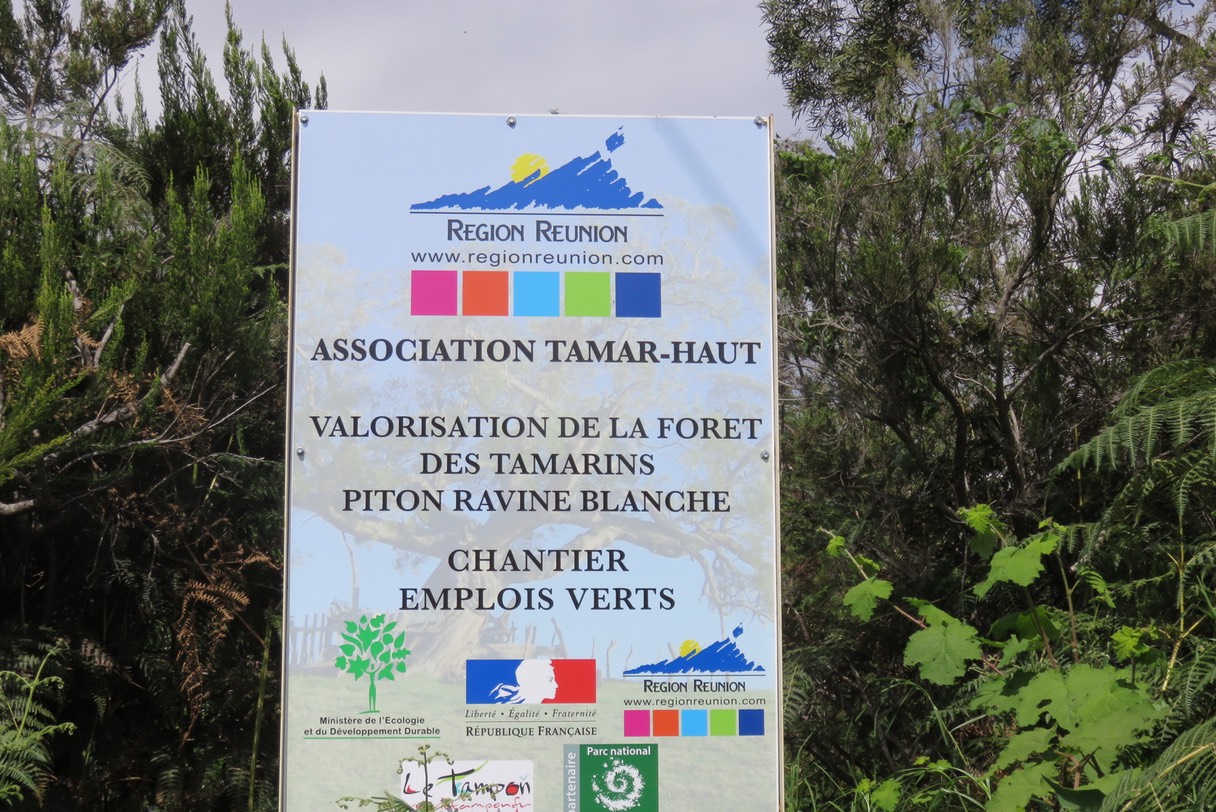 REGION REUNION
www.regionreunion.com
ASSOCIATION TAMAR-HAUT
VALORISATION DE LA FORET
DES TAMARINS
PITON RAVINE BLANCHE
CHANTIER
EMPLOIS VERTS
Ministère de l'Ecologie
et du Développement Durable
Liberté • Égalité • Fraternité
RÉPUBLIQUE FRANÇAISE
REGION REUNION
www.regionreunion.com
Le Tampon
partenaire
Parc national